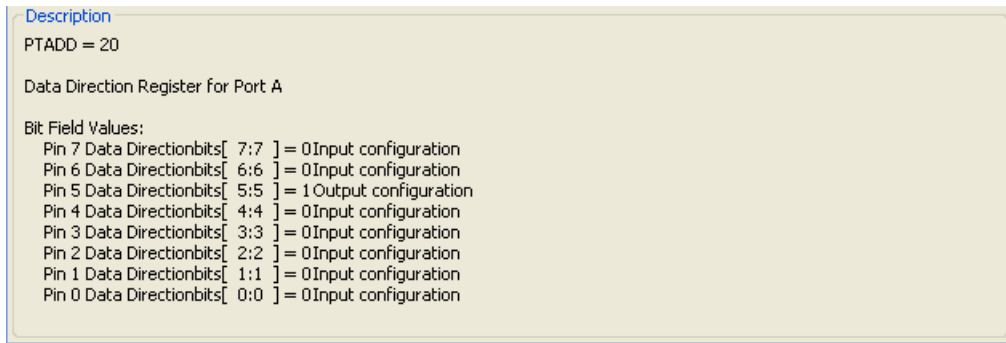 Description
PTADD = 20
Data Direction Register for Port A
Bit Field Values:
Pin 7 Data Directionbits[ 7:7 ] = 0Input configuration
Pin 6 Data Directionbits[ 6:6 ] = 0Input configuration
Pin 5 Data Directionbits[ 5:5 ] = 1Output configuration
Pin 4 Data Directionbits[ 4:4 ] = 0Input configuration
Pin 3 Data Directionbits[ 3:3 ] = 0Input configuration
Pin 2 Data Directionbits[ 2:2 ] = 0Input configuration
Pin 1 Data Directionbits[ 1:1 ] = 0Input configuration
Pin 0 Data Directionbits[ 0:0 ] = 0Input configuration